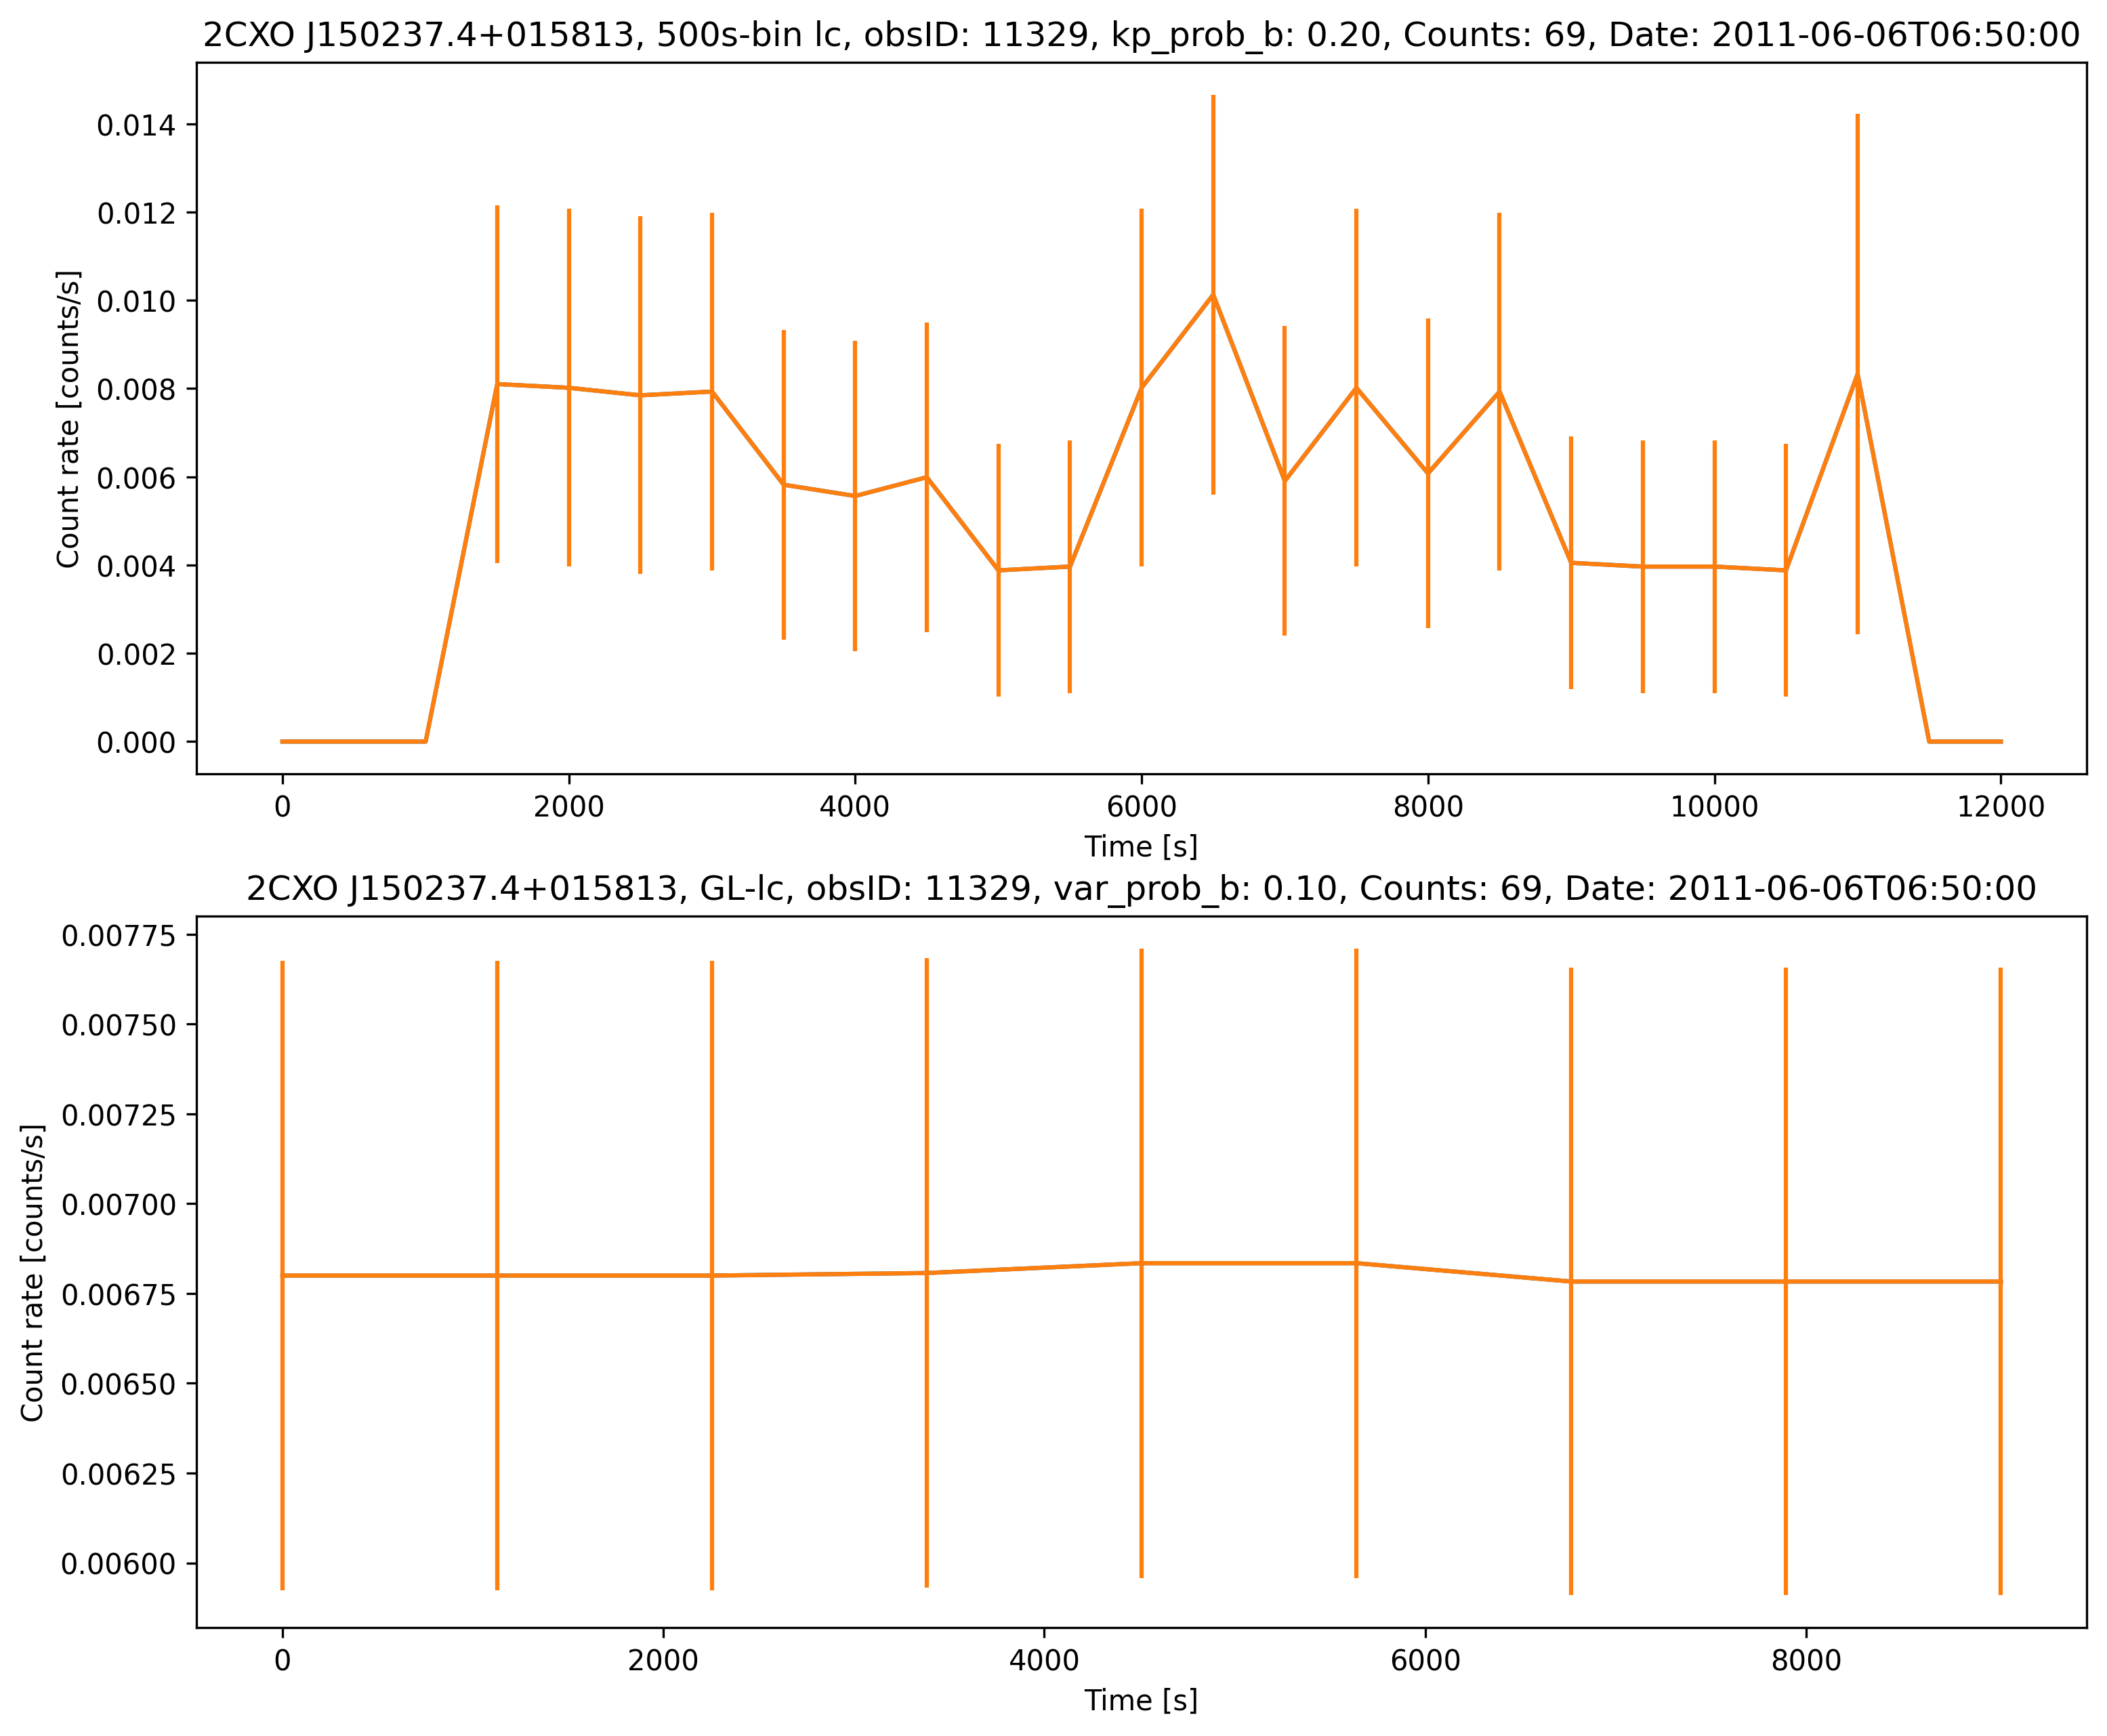 2CXO J150237.4+015813, 500s-bin lc, obsID: 11329, kp_prob_b: 0.20, Counts: 69, Date: 2011-06-06T06:50:00
0.014
0.012
0.010
0.008
0.006
0.004
0.002
0.000
Count rate [counts/s]
0 2000 4000 6000 8000 10000 12000
Time [s]
2CXO J150237.4+015813, GL-lc, obsID: 11329, var_prob_b: 0.10, Counts: 69, Date: 2011-06-06T06:50:00
0.00775
0.00750
0.00725
0.00700
0.00675
0.00650
0.00625
0.00600
Count rate [counts/s]
0 2000 4000 6000 8000
Time [s]